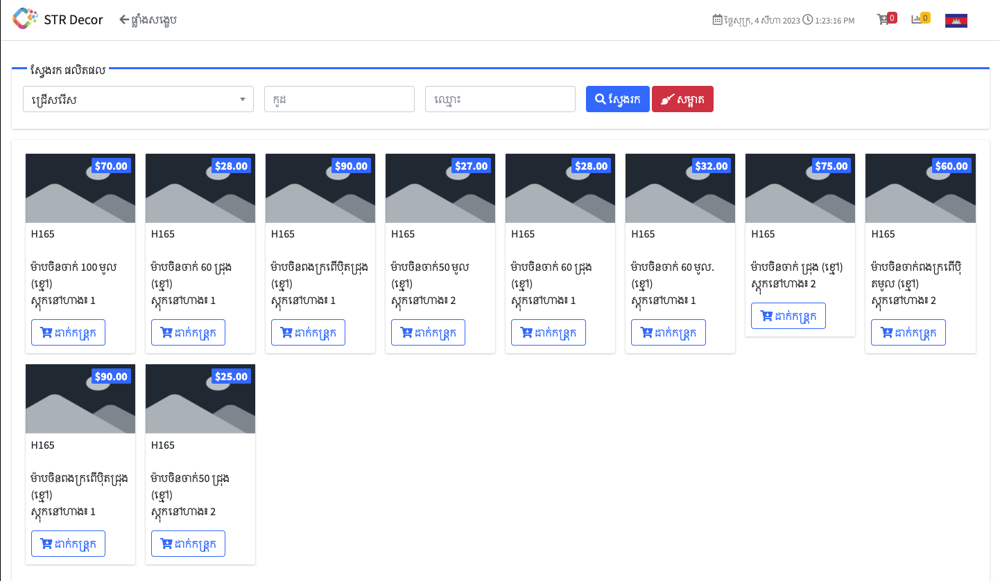 STR Decor
ផ្ទាំងសង្ខេប
ថ្ងៃសុក្រ, 4 សីហា 2023 1:23:16 PM
0
0
ស្វែងរក ផលិតផល
ជ្រើសរើស
កូដ
ឈ្មោះ
ស្វែងរក
សម្អាត
$70.00
H165
ម៉ាបចិនចាក់ 100 មូល
(ខ្មៅ)
ស្តុកនៅហាង៖ 1
ដាក់កន្ត្រក
$28.00
H165
ម៉ាបចិនចាក់ 60 ជ្រុង
(ខ្មៅ)
ស្តុកនៅហាង៖ 1
ដាក់កន្ត្រក
$90.00
H165
ម៉ាបចិនពងក្រពើបុិតជ្រុង
(ខ្មៅ)
ស្តុកនៅហាង៖ 1
ដាក់កន្ត្រក
$27.00
H165
ម៉ាបចិនចាក់50 មូល
(ខ្មៅ)
ស្តុកនៅហាង៖ 2
ដាក់កន្ត្រក
$28.00
H165
ម៉ាបចិនចាក់ 60 ជ្រុង
(ខ្មៅ)
ស្តុកនៅហាង៖ 1
ដាក់កន្ត្រក
$32.00
H165
ម៉ាបចិនចាក់ 60 មូល.
(ខ្មៅ)
ស្តុកនៅហាង៖ 1
ដាក់កន្ត្រក
$75.00
H165
ម៉ាបចិនចាក់ ជ្រុង (ខ្មៅ)
ស្តុកនៅហាង៖ 2
ដាក់កន្ត្រក
$60.00
H165
ម៉ាបចិនចាក់ពងក្រពើបុិ
តមូល (ខ្មៅ)
ស្តុកនៅហាង៖ 2
ដាក់កន្ត្រក
$90.00
H165
ម៉ាបចិនពងក្រពើបុិតជ្រុង
(ខ្មៅ)
ស្តុកនៅហាង៖ 1
ដាក់កន្ត្រក
$25.00
H165
ម៉ាបចិនចាក់50 ជ្រុង
(ខ្មៅ)
ស្តុកនៅហាង៖ 2
ដាក់កន្ត្រក